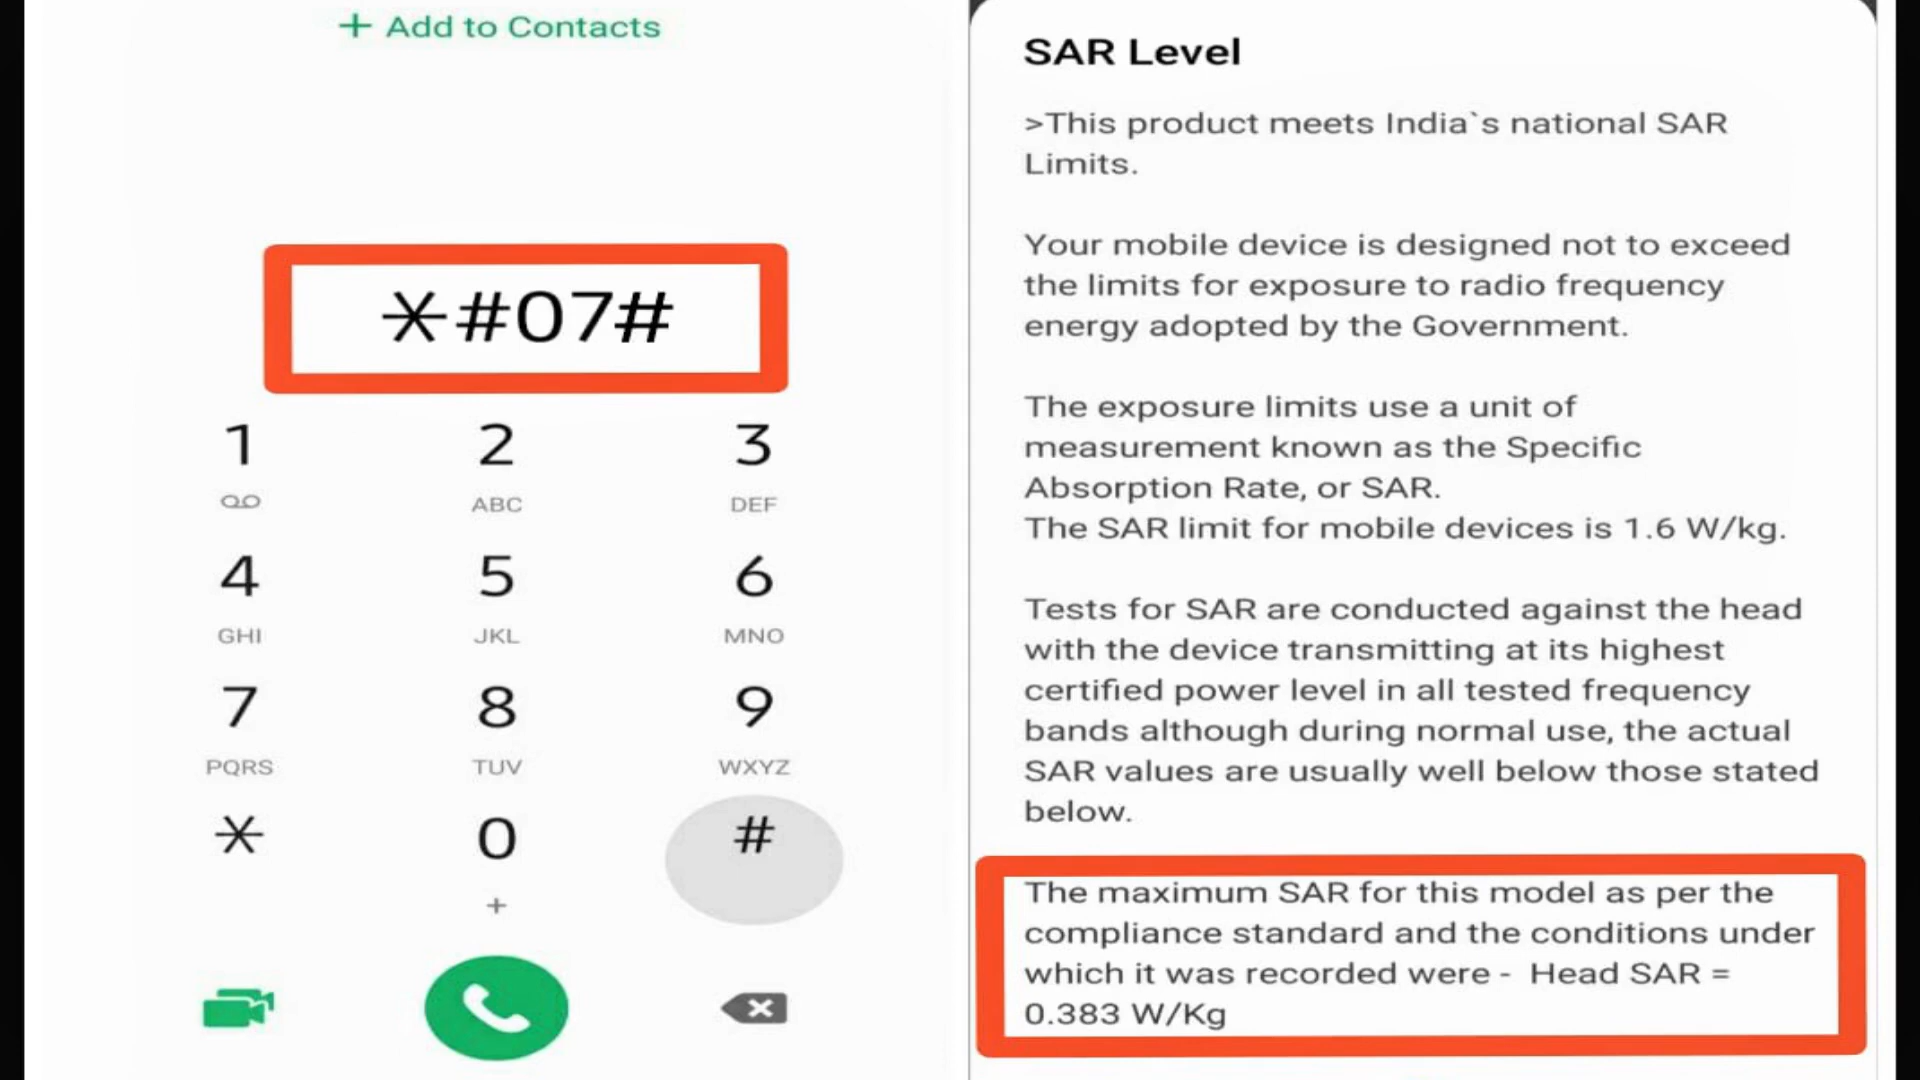 + Add to Contacts
*#07#
1 2 3
ABC DEF
4 5 6
GHI JKL MNO
7 8 9
PQRS TUV WXYZ
* 0 #
+
SAR Level
>This product meets India`s national SAR
Limits.
Your mobile device is designed not to exceed
the limits for exposure to radio frequency
energy adopted by the Government.
The exposure limits use a unit of
measurement known as the Specific
Absorption Rate, or SAR.
The SAR limit for mobile devices is 1.6 W/kg.
Tests for SAR are conducted against the head
with the device transmitting at its highest
certified power level in all tested frequency
bands although during normal use, the actual
SAR values are usually well below those stated
below.
The maximum SAR for this model as per the
compliance standard and the conditions under
which it was recorded were - Head SAR =
0.383 W/Kg